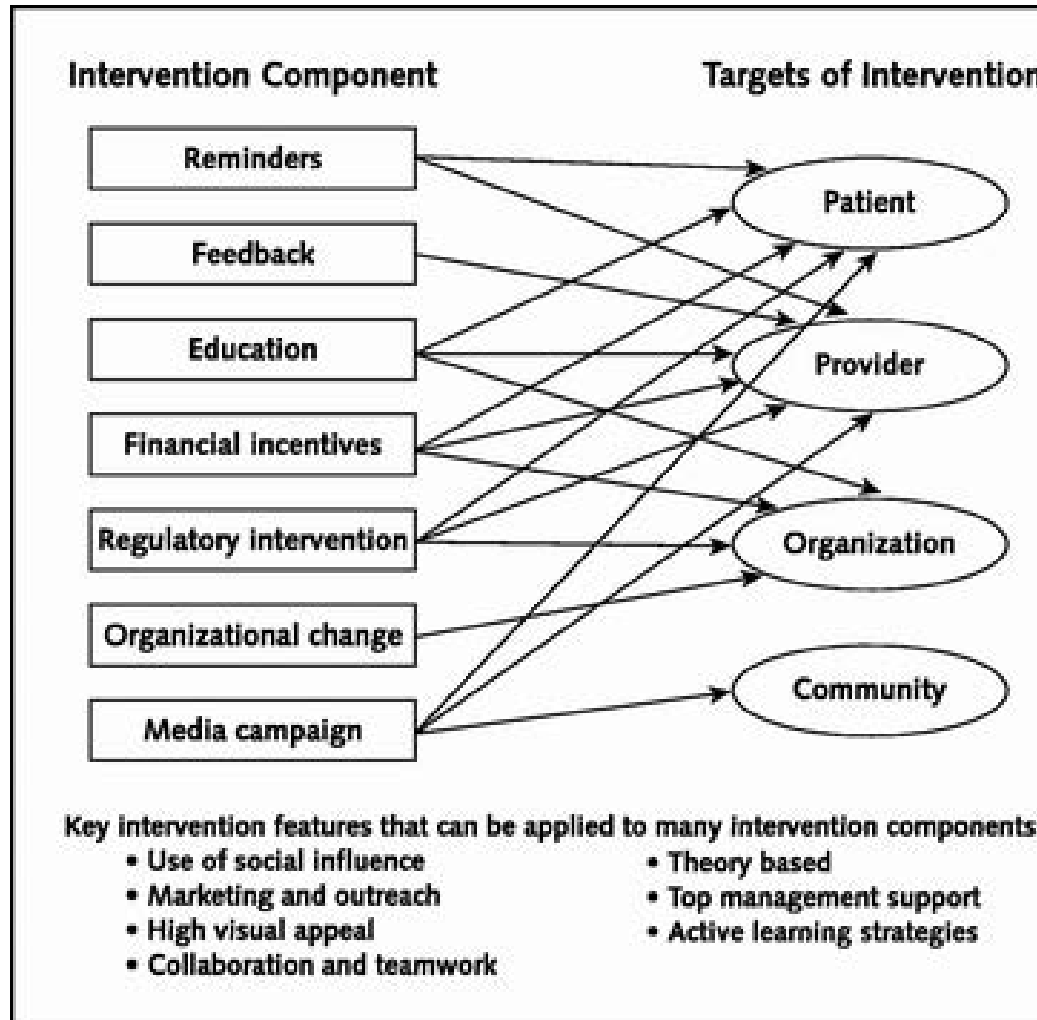 Intervention Component
Targets of Intervention
Reminders
Feedback
Education
Financial incentives
Regulatory intervention
Organizational change
Media campaign
Patient
Provider
Organization
Community
Key intervention features that can be applied to many intervention components
• Use of social influence
• Marketing and outreach
• High visual appeal
• Collaboration and teamwork
• Theory based
• Top management support
• Active learning strategies